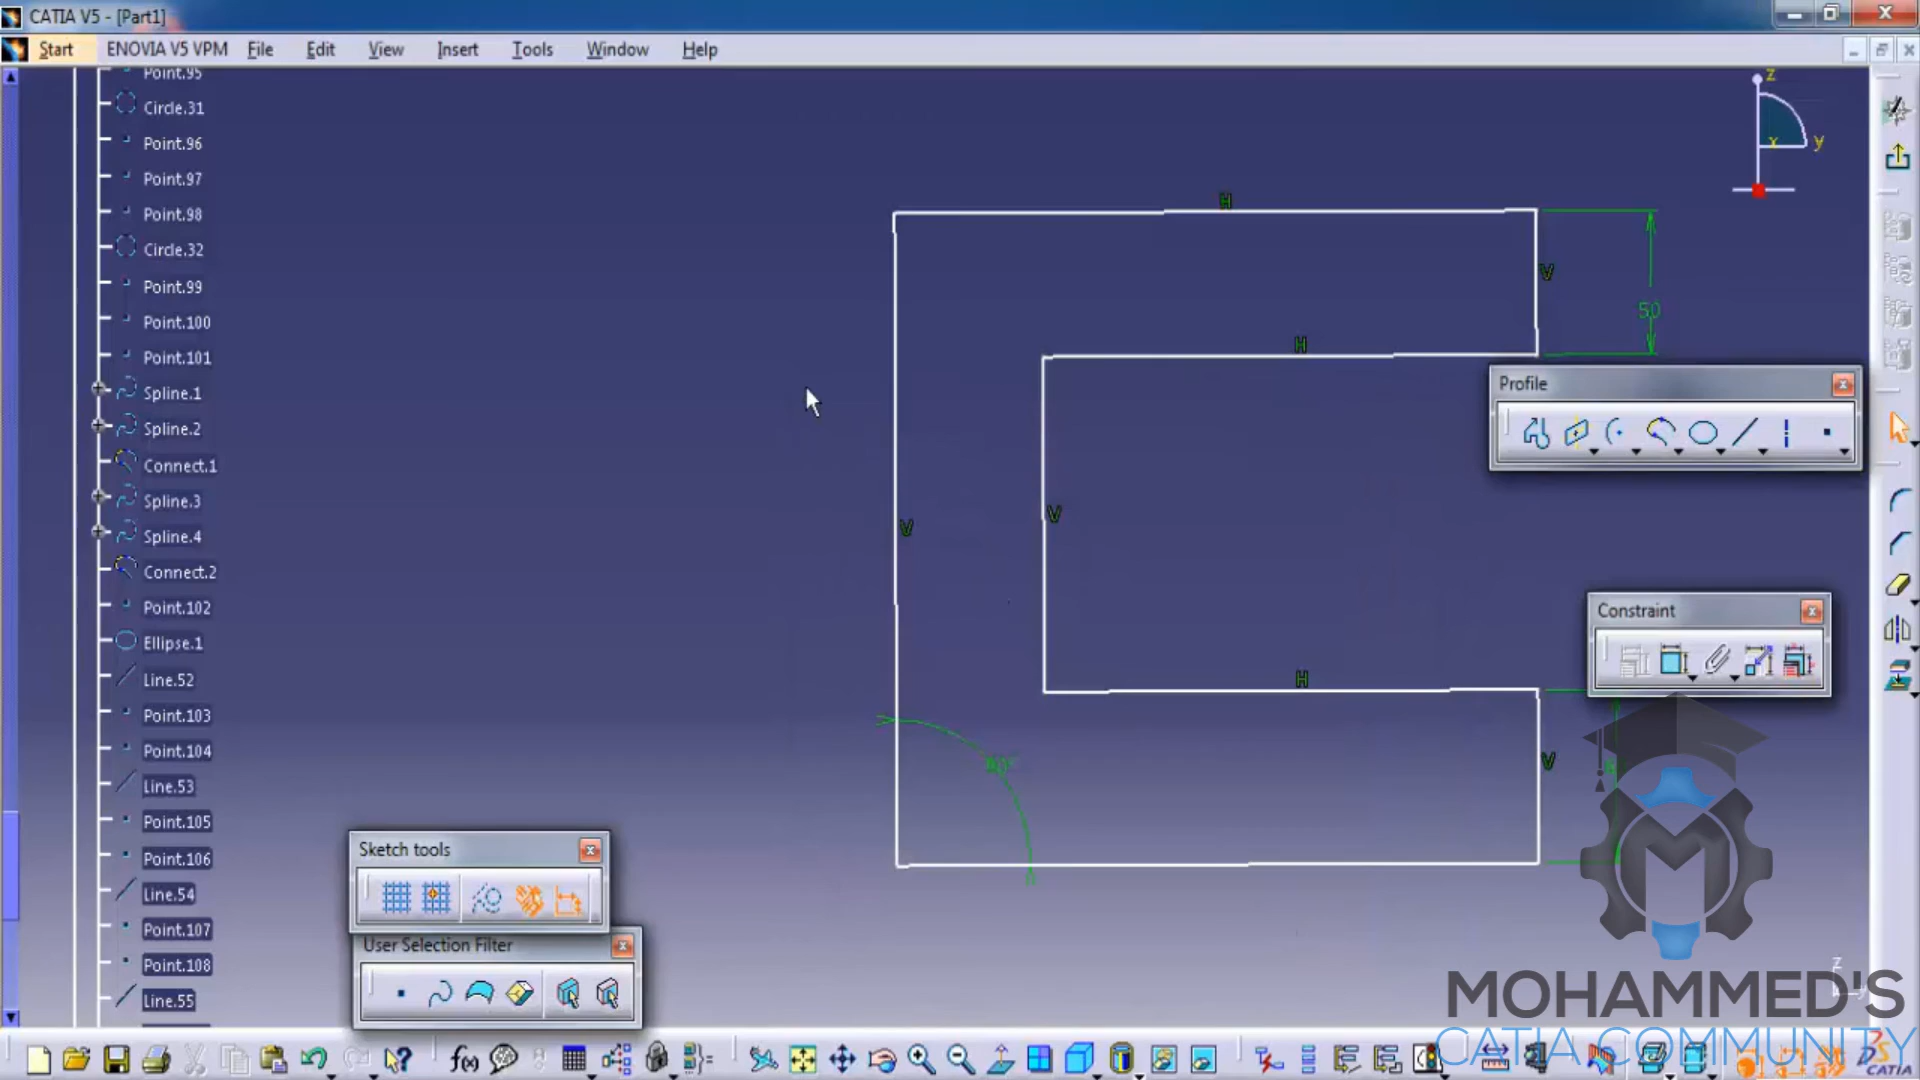 CATIA V5 - [Part1]
Start ENOVIA V5 VPM File Edit View Insert Tools Window Help
Point.95
Circle.31
Point.96
Point.97
Point.98
Circle.32
Point.99
Point.100
Point.101
Spline.1
Spline.2
Connect.1
Spline.3
Spline.4
Connect.2
Point.102
Ellipse.1
Line.52
Point.103
Point.104
Line.53
Point.105
Point.106
Line.54
Point.107
Point.108
Line.55
z
x
y
H
V
50
H
Profile
V
V
Constraint
H
V
Sketch tools
User Selection Filter
z
y
MOHAMMED'S
CATIA COMMUNITY
f(x)
CATIA